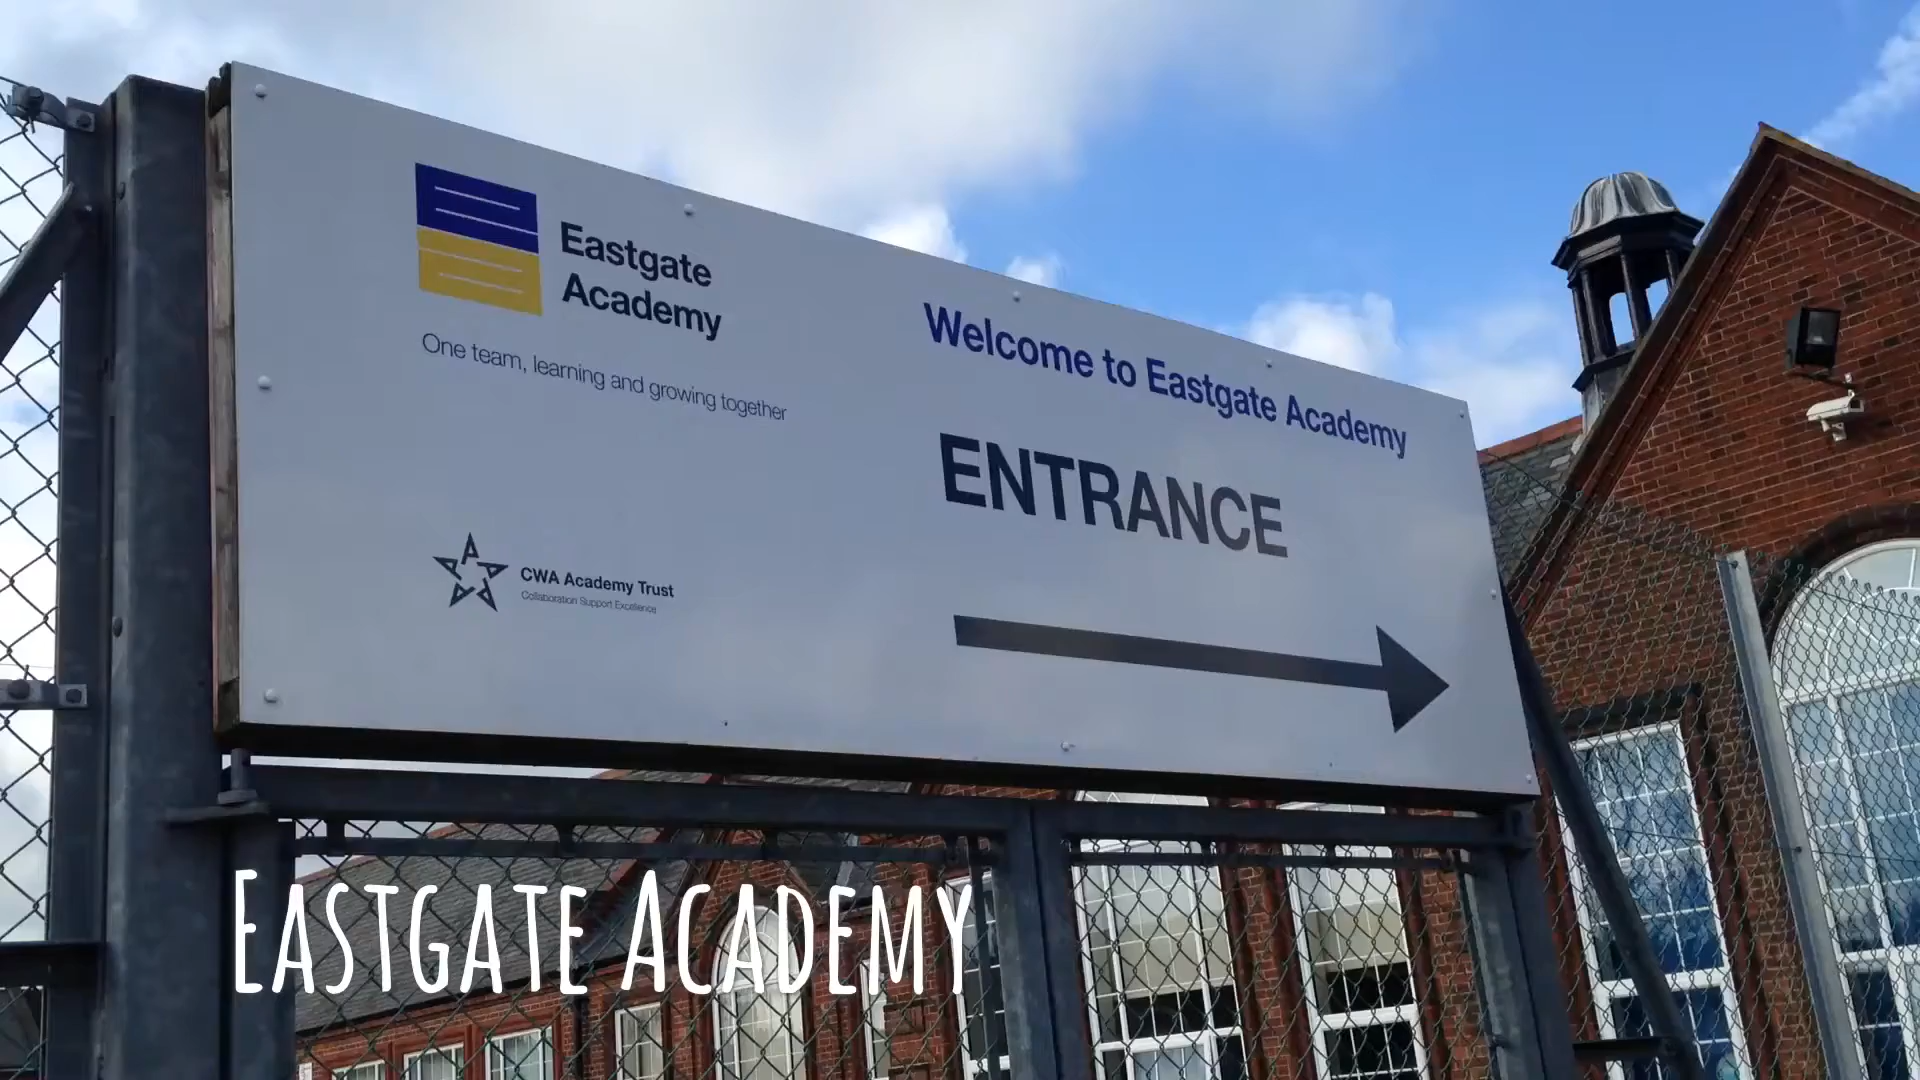 Eastgate
Academy
One team, learning and growing together
CWA Academy Trust
Collaboration Support Excellence
Welcome to Eastgate Academy
ENTRANCE
EASTGATE ACADEMY